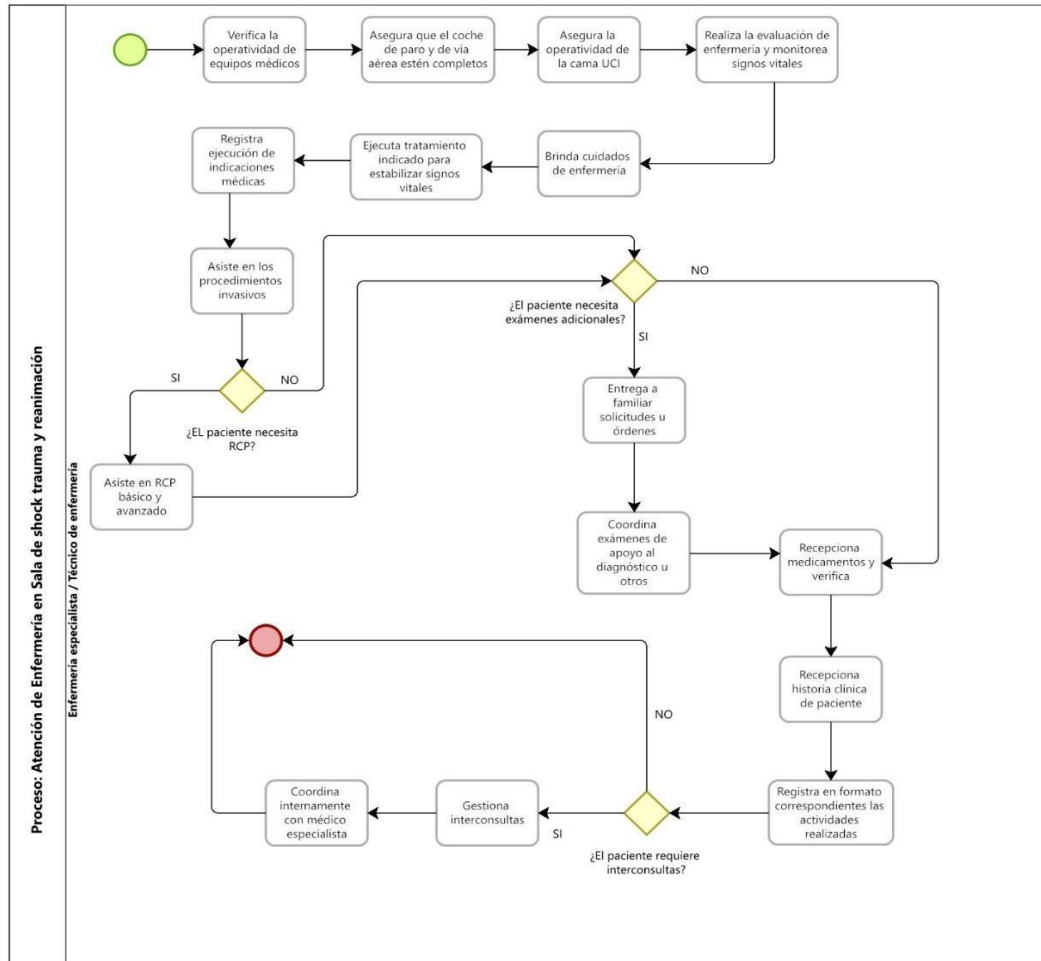 Proceso: Atención de Enfermería en Sala de shock trauma y reanimación
Enfermería especialista / Técnico de enfermería
Verifica la
operatividad de
equipos médicos
Asegura que el coche
de paro y de vía
aérea estén completos
Asegura la
operatividad de
la cama UCI
Realiza la evaluación de
enfermería y monitorea
signos vitales
Registra
ejecución de
indicaciones
médicas
Ejecuta tratamiento
indicado para
estabilizar signos
vitales
Brinda cuidados
de enfermería
Asiste en los
procedimientos
invasivos
¿El paciente necesita
exámenes adicionales?
NO
SI
SI
NO
¿EL paciente necesita
RCP?
Entrega a
familiar
solicitudes u
órdenes
Asiste en RCP
básico y
avanzado
Coordina
exámenes de
apoyo al
diagnóstico u
otros
Recepciona
medicamentos y
verifica
Recepciona
historia clínica
de paciente
NO
Coordina
internamente
con médico
especialista
Gestiona
interconsultas
SI
¿El paciente requiere
interconsultas?
Registra en formato
correspondientes las
actividades
realizadas